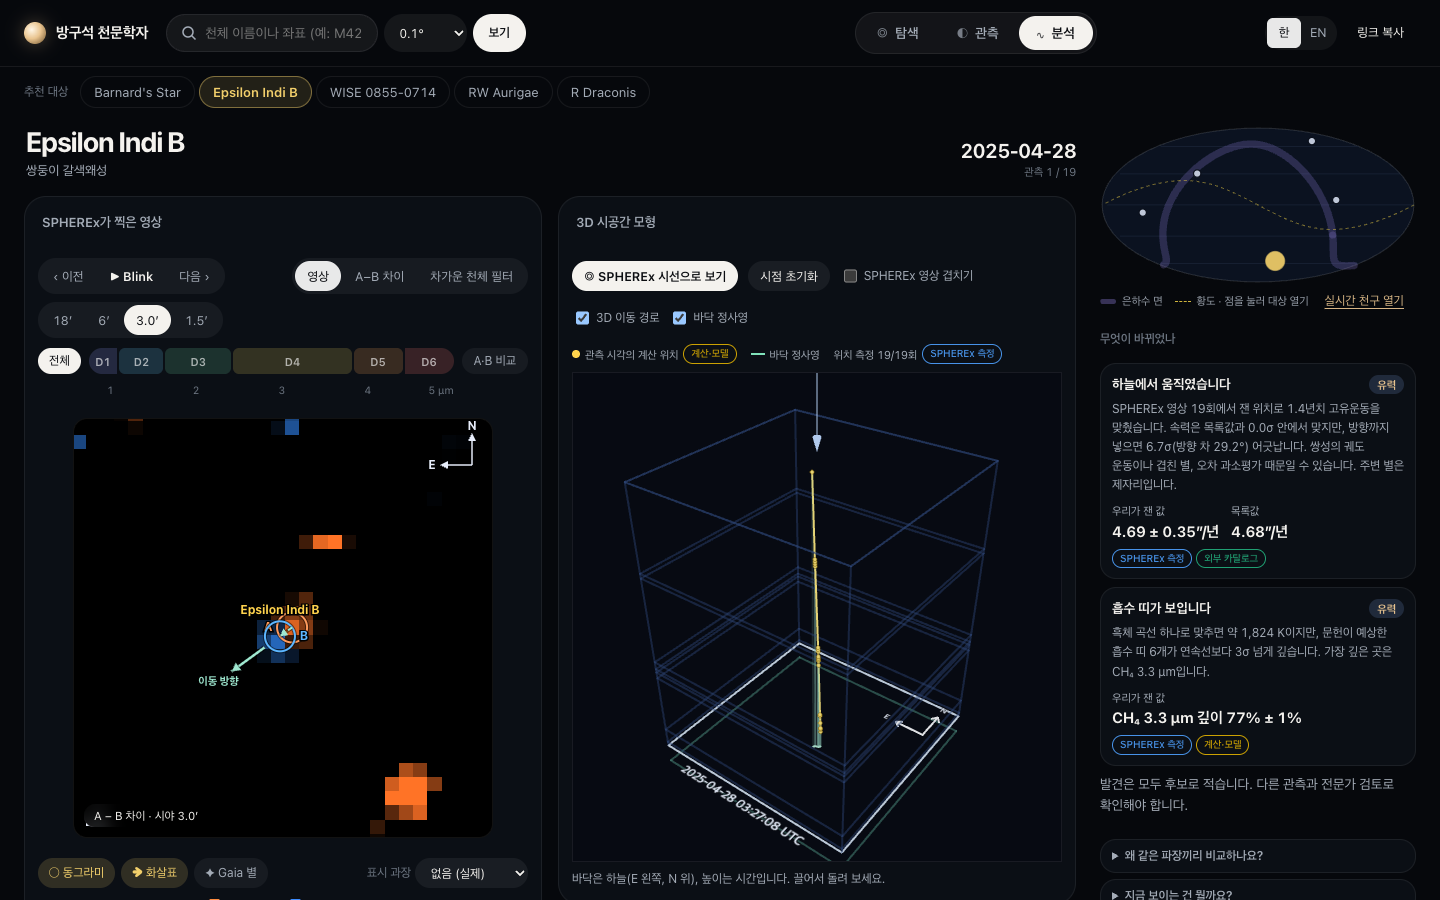 방구석 천문학자
천체 이름이나 좌표 (예: M42
0.1°
보기
탐색
관측
분석
한
EN
링크 복사
추천 대상
Barnard's Star
Epsilon Indi B
WISE 0855-0714
RW Aurigae
R Draconis
Epsilon Indi B
쌍둥이 갈색왜성
2025-04-28
관측 1 / 19
SPHEREx가 찍은 영상
‹ 이전
▶ Blink
다음 ›
영상
A−B 차이
차가운 천체 필터
18′
6′
3.0′
1.5′
전체
D1
D2
D3
D4
D5
D6
A·B 비교
1
2
3
4
5 μm
N
E
Epsilon Indi B
B
이동 방향
A − B 차이 · 시야 3.0′
동그라미
화살표
Gaia 별
표시 과장
없음 (실제)
3D 시공간 모형
SPHEREx 시선으로 보기
시점 초기화
SPHEREx 영상 겹치기
3D 이동 경로
바닥 정사영
관측 시각의 계산 위치
계산·모델
바닥 정사영
위치 측정 19/19회
SPHEREx 측정
E
N
2025-04-28 03:27:08 UTC
바닥은 하늘(E 왼쪽, N 위), 높이는 시간입니다. 끌어서 돌려 보세요.
은하수 면
황도 · 점을 눌러 대상 열기
실시간 천구 열기
무엇이 바뀌었나
하늘에서 움직였습니다
유력
SPHEREx 영상 19회에서 잰 위치로 1.4년치 고유운동을
맞췄습니다. 속력은 목록값과 0.0σ 안에서 맞지만, 방향까지
넣으면 6.7σ(방향 차 29.2°) 어긋납니다. 쌍성의 궤도
운동이나 겹친 별, 오차 과소평가 때문일 수 있습니다. 주변 별은
제자리입니다.
우리가 잰 값
목록값
4.69 ± 0.35″/년
4.68″/년
SPHEREx 측정
외부 카탈로그
흡수 띠가 보입니다
유력
흑체 곡선 하나로 맞추면 약 1,824 K이지만, 문헌이 예상한
흡수 띠 6개가 연속선보다 3σ 넘게 깊습니다. 가장 깊은 곳은
CH₄ 3.3 μm입니다.
우리가 잰 값
CH₄ 3.3 μm 깊이 77% ± 1%
SPHEREx 측정
계산·모델
발견은 모두 후보로 적습니다. 다른 관측과 전문가 검토로
확인해야 합니다.
▶ 왜 같은 파장끼리 비교하나요?
▶ 지금 보이는 건 뭘까요?